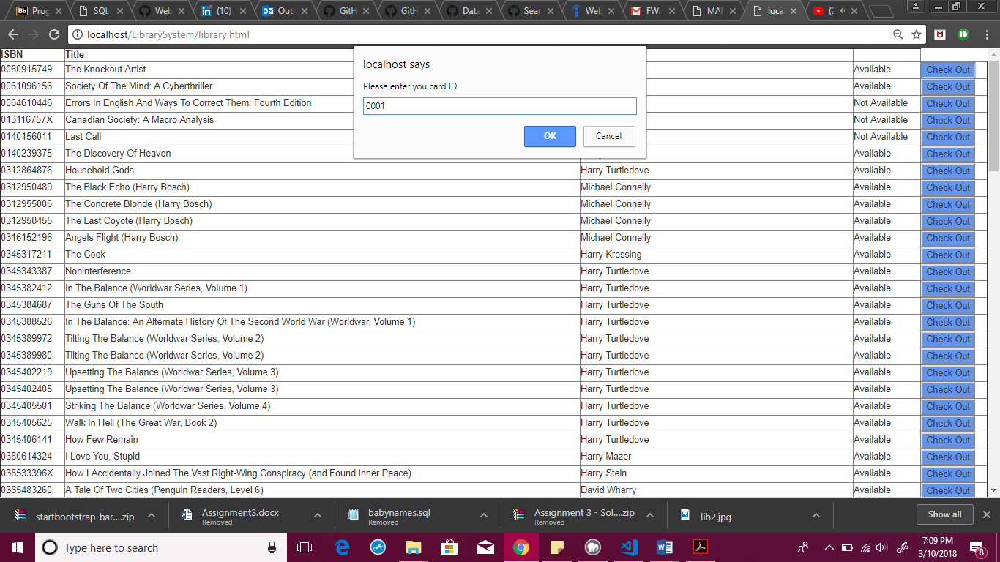 Bb Prog
SQL
Web
in (10)
Outl
GitH
GitH
Data
Sear
Web
FW:
MAN
loca
(2
localhost/LibrarySystem/library.html
localhost says
Please enter you card ID
0001
OK Cancel
ISBN Title
0060915749 The Knockout Artist Available Check Out
0061096156 Society Of The Mind: A Cyberthriller Available Check Out
0064610446 Errors In English And Ways To Correct Them: Fourth Edition Not Available Check Out
013116757X Canadian Society: A Macro Analysis Not Available Check Out
0140156011 Last Call Not Available Check Out
0140239375 The Discovery Of Heaven Available Check Out
0312864876 Household Gods Harry Turtledove Available Check Out
0312950489 The Black Echo (Harry Bosch) Michael Connelly Available Check Out
0312955006 The Concrete Blonde (Harry Bosch) Michael Connelly Available Check Out
0312958455 The Last Coyote (Harry Bosch) Michael Connelly Available Check Out
0316152196 Angels Flight (Harry Bosch) Michael Connelly Available Check Out
0345317211 The Cook Harry Kressing Available Check Out
0345343387 Noninterference Harry Turtledove Available Check Out
0345382412 In The Balance (Worldwar Series, Volume 1) Harry Turtledove Available Check Out
0345384687 The Guns Of The South Harry Turtledove Available Check Out
0345388526 In The Balance: An Alternate History Of The Second World War (Worldwar, Volume 1) Harry Turtledove Available Check Out
0345389972 Tilting The Balance (Worldwar Series, Volume 2) Harry Turtledove Available Check Out
0345389980 Tilting The Balance (Worldwar Series, Volume 2) Harry Turtledove Available Check Out
0345402219 Upsetting The Balance (Worldwar Series, Volume 3) Harry Turtledove Available Check Out
0345402405 Upsetting The Balance (Worldwar Series, Volume 3) Harry Turtledove Available Check Out
0345405501 Striking The Balance (Worldwar Series, Volume 4) Harry Turtledove Available Check Out
0345405625 Walk In Hell (The Great War, Book 2) Harry Turtledove Available Check Out
0345406141 How Few Remain Harry Turtledove Available Check Out
0380614324 I Love You, Stupid Harry Mazer Available Check Out
038533396X How I Accidentally Joined The Vast Right-Wing Conspiracy (and Found Inner Peace) Harry Stein Available Check Out
0385483260 A Tale Of Two Cities (Penguin Readers, Level 6) David Wharry Available Check Out
startbootstrap-bar....zip
Assignment3.docx
Removed
babynames.sql
Removed
Assignment 3 - Sol....zip
Removed
lib2.jpg
Show all
Type here to search
7:09 PM
3/10/2018
8